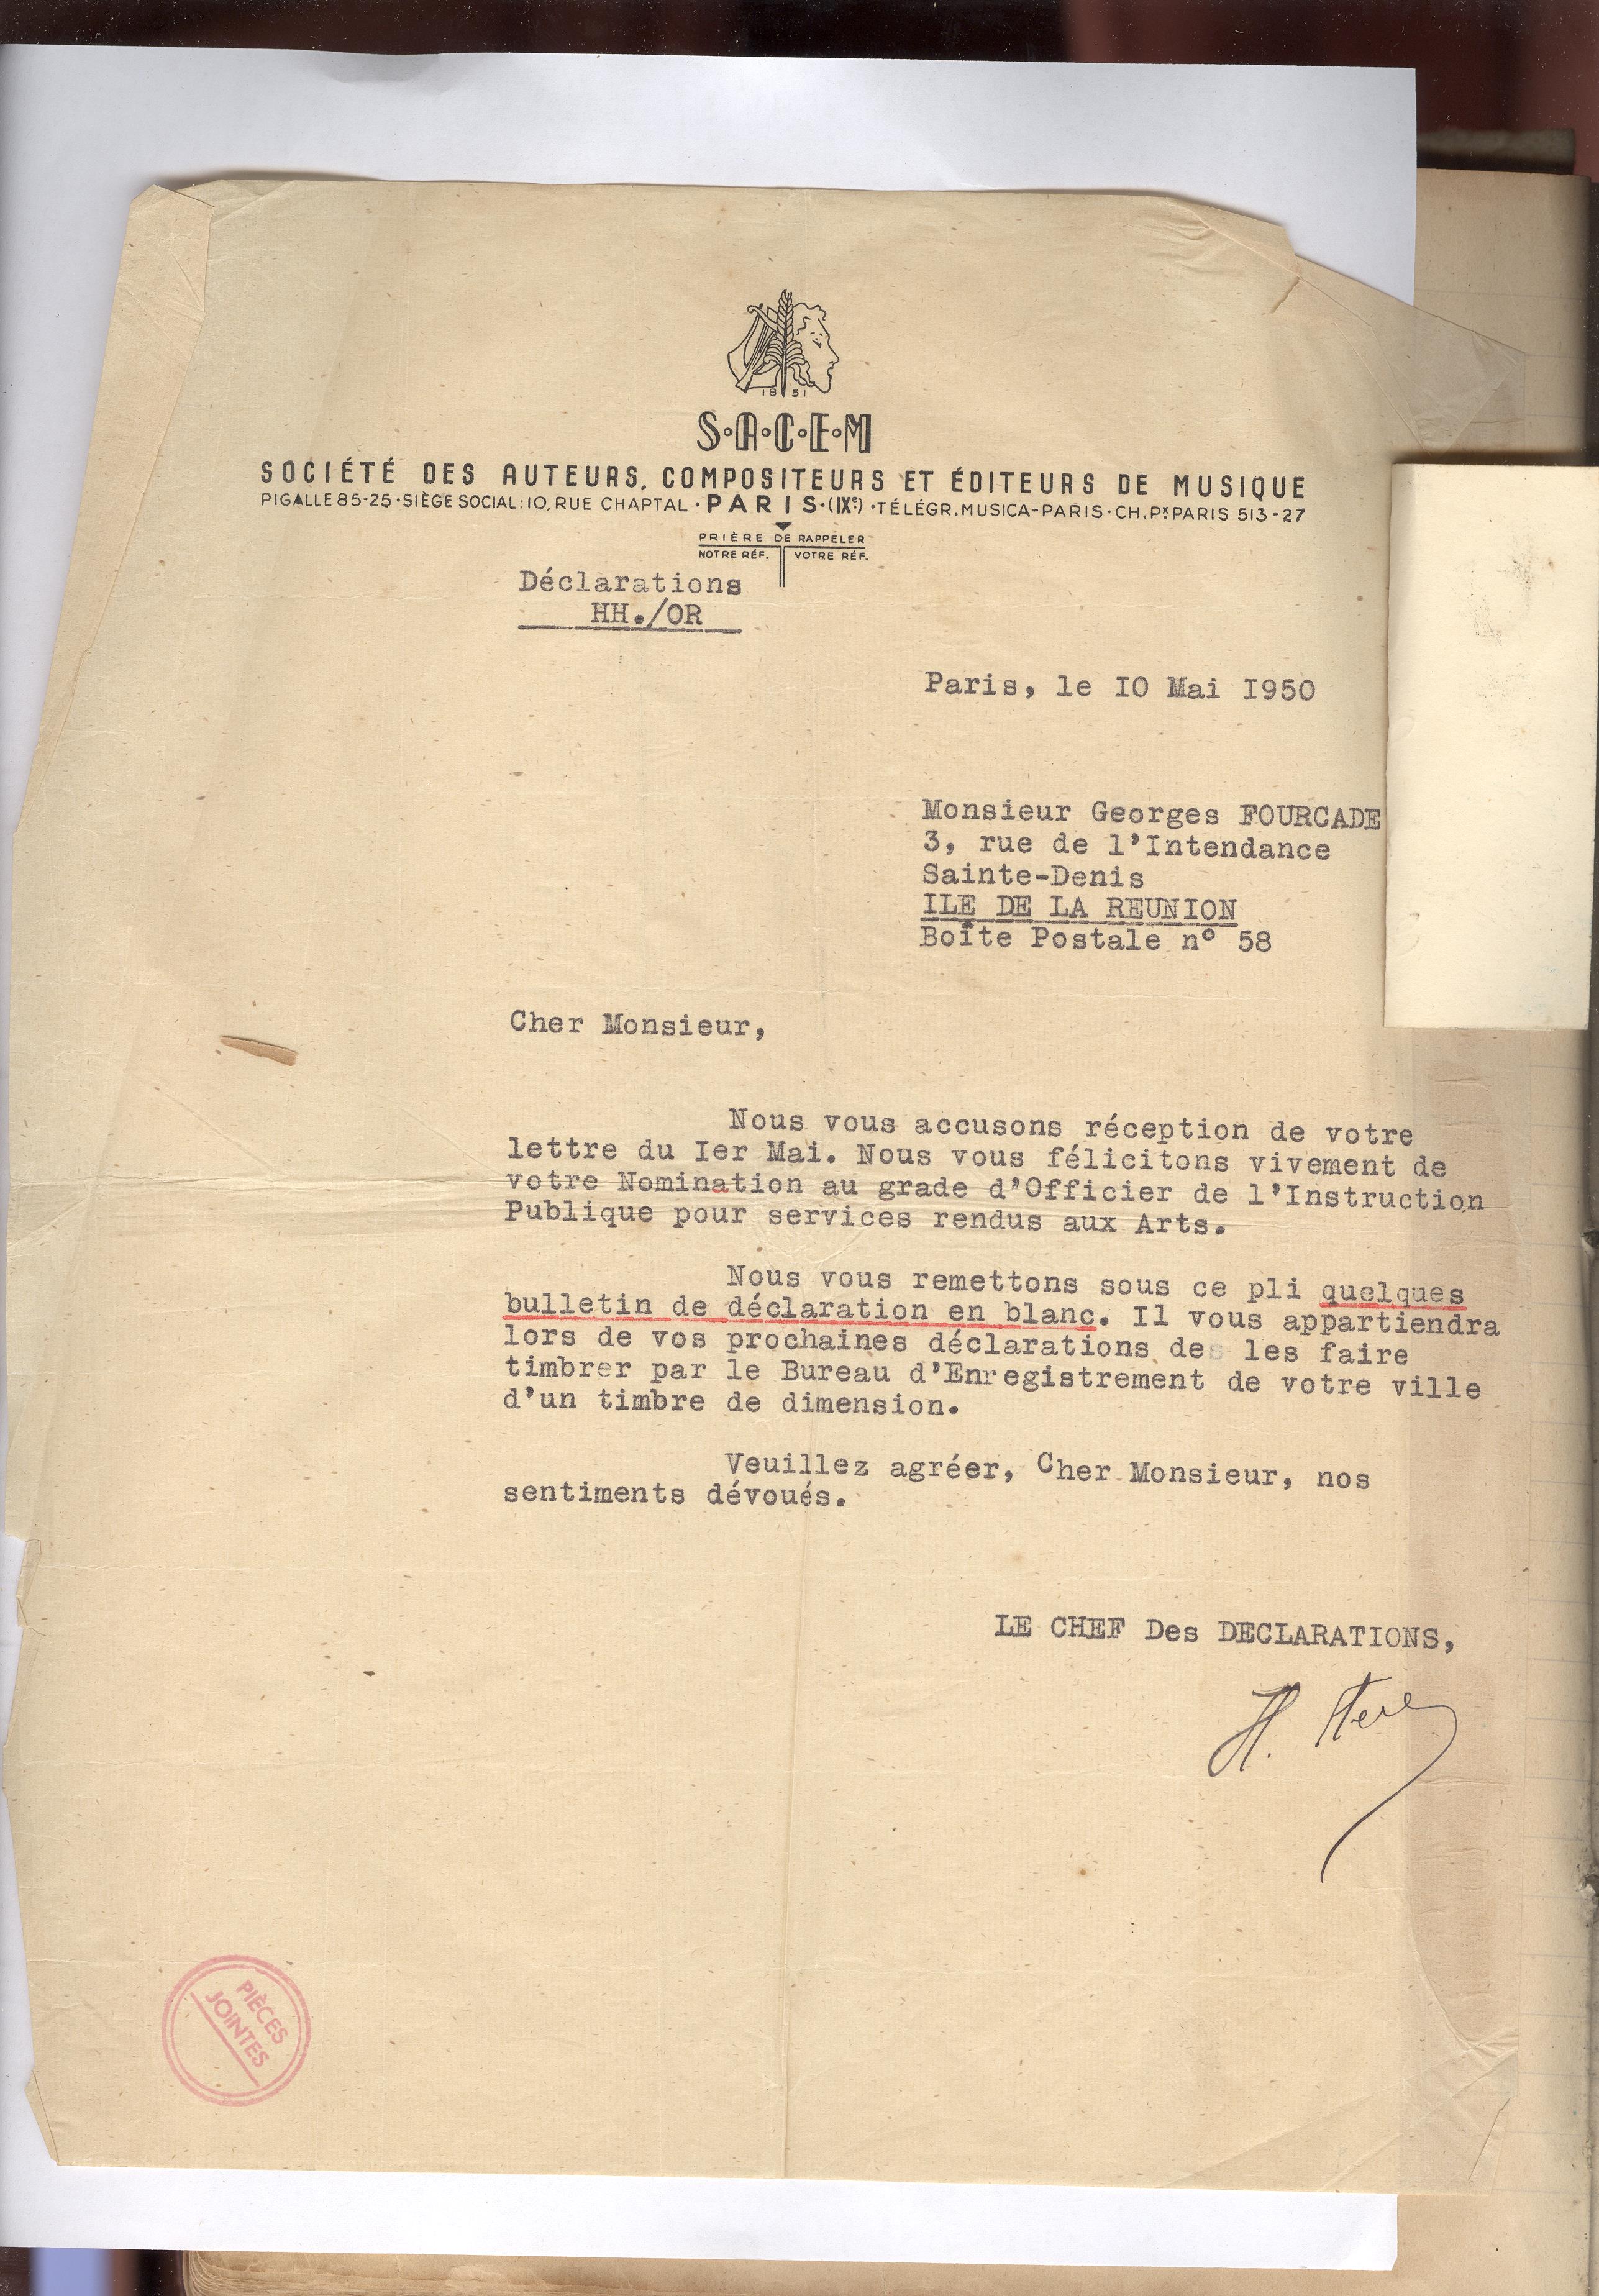 1851
S·A·C·E·M
SOCIÉTÉ DES AUTEURS, COMPOSITEURS ET ÉDITEURS DE MUSIQUE
PIGALLE 85-25·SIÈGE SOCIAL:10, RUE CHAPTAL·PARIS·(IXᵉ)·TÉLÉGR.MUSICA-PARIS·CH.Pˣ PARIS 513-27
PRIÈRE DE RAPPELER
NOTRE RÉF. VOTRE RÉF.
Déclarations
HH./OR
Paris, le IO Mai I950
Monsieur Georges FOURCADE
3, rue de l'Intendance
Sainte-Denis
ILE DE LA REUNION
Boîte Postale n° 58
Cher Monsieur,
Nous vous accusons réception de votre
lettre du Ier Mai. Nous vous félicitons vivement de
votre Nomination au grade d'Officier de l'Instruction
Publique pour services rendus aux Arts.
Nous vous remettons sous ce pli quelques
bulletin de déclaration en blanc. Il vous appartiendra
lors de vos prochaines déclarations des les faire
timbrer par le Bureau d'Enregistrement de votre ville
d'un timbre de dimension.
Veuillez agréer, Cher Monsieur, nos
sentiments dévoués.
LE CHEF Des DECLARATIONS,
H.
PIÈCES
JOINTES